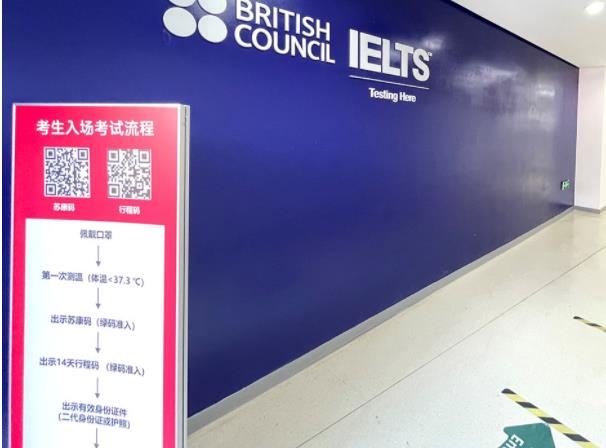 BRITISH
COUNCIL
IELTS
Testing Here
考生入场考试流程
苏康码
行程码
佩戴口罩
第一次测温（体温<37.3 ℃）
出示苏康码（绿码准入）
出示14天行程码（绿码准入）
出示有效身份证件
(二代身份证或护照)